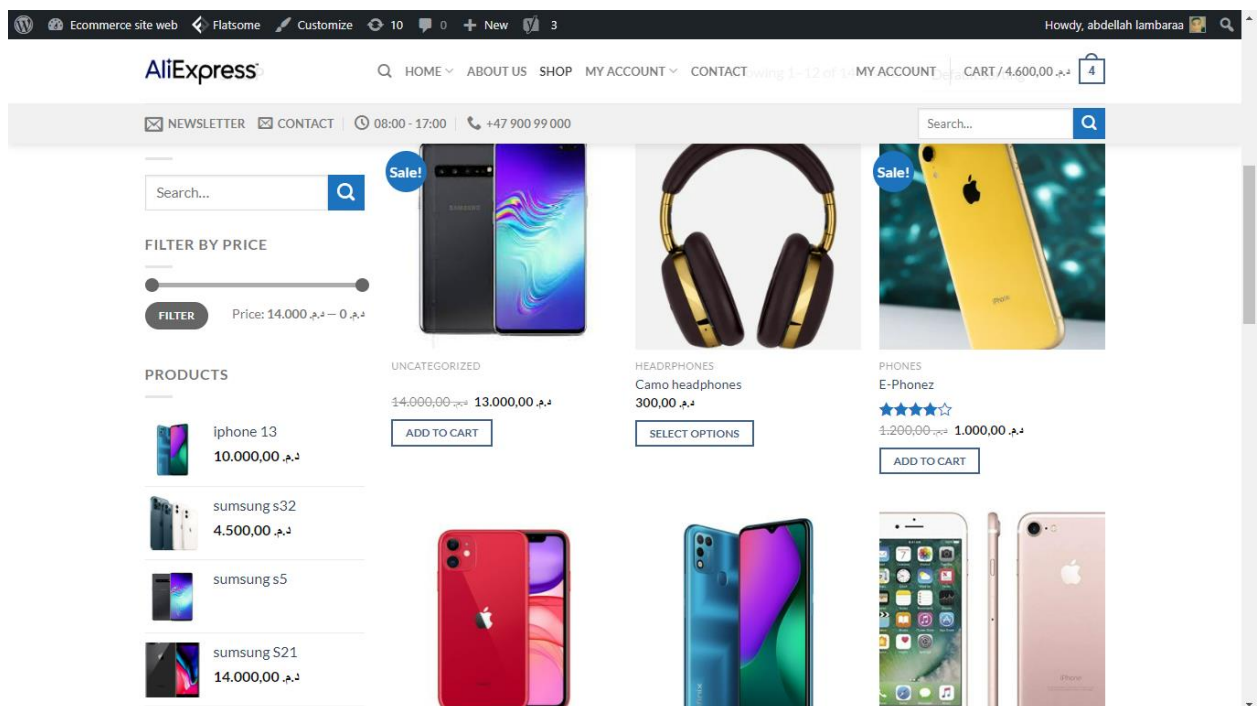 Ecommerce site web Flatsome Customize 10 0 New 3 Howdy, abdellah lambaraa
AliExpress
HOME ABOUT US SHOP MY ACCOUNT CONTACT MY ACCOUNT CART / 4.600,00 د.م. 4
NEWSLETTER CONTACT 08:00 - 17:00 +47 900 99 000 Search...
Search...
FILTER BY PRICE
FILTER Price: 14.000 د.م. — 0 د.م.
PRODUCTS
iphone 13
10.000,00 د.م.
sumsung s32
4.500,00 د.م.
sumsung s5
sumsung S21
14.000,00 د.م.
Sale!
SAMSUNG
UNCATEGORIZED
14.000,00 د.م. 13.000,00 د.م.
ADD TO CART
HEADRPHONES
Camo headphones
300,00 د.م.
SELECT OPTIONS
Sale!
iPhone
PHONES
E-Phonez
1.200,00 د.م. 1.000,00 د.م.
ADD TO CART
iPhone